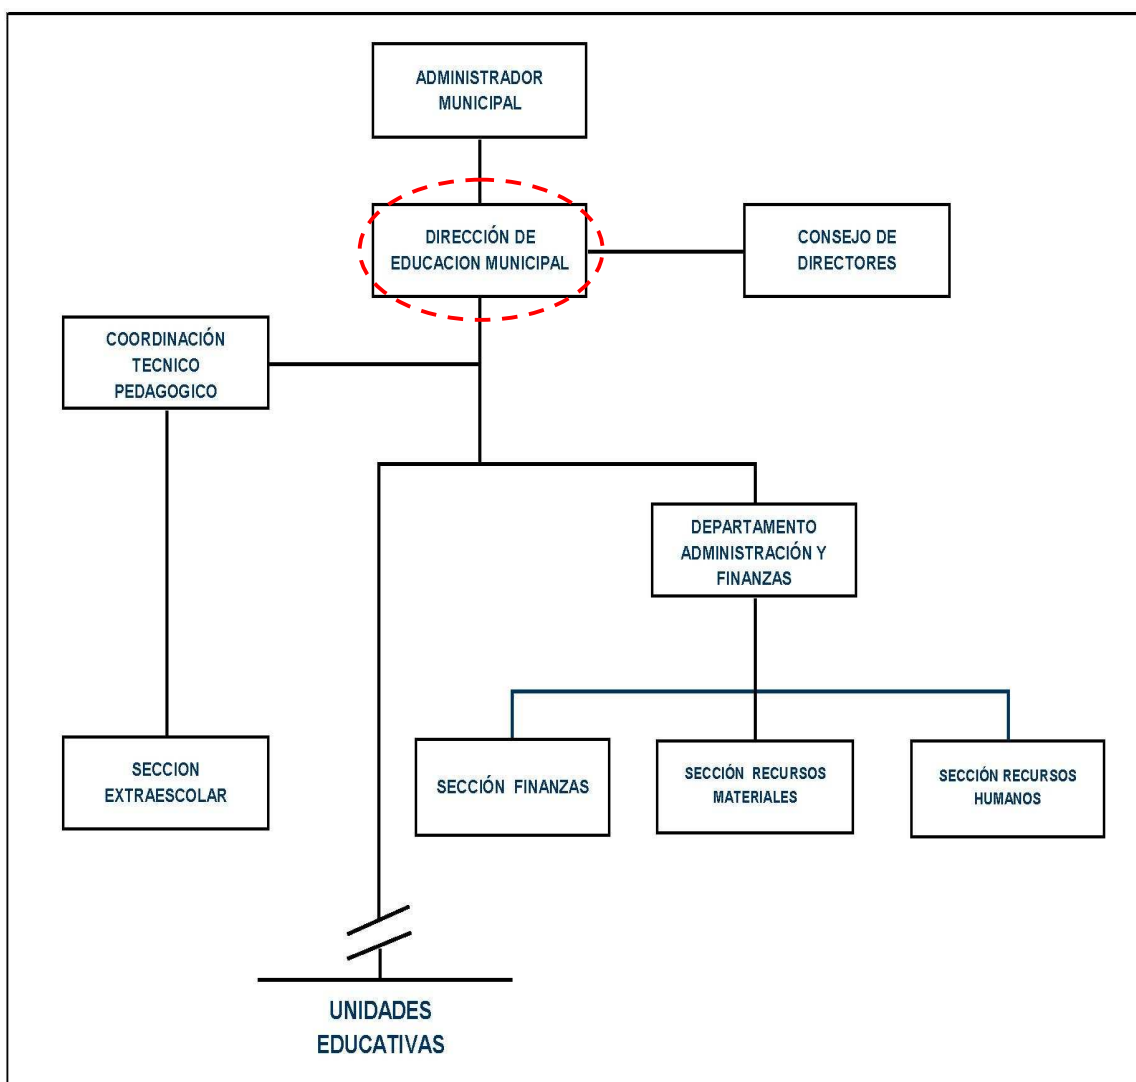 ADMINISTRADOR
MUNICIPAL
DIRECCIÓN DE
EDUCACION MUNICIPAL
CONSEJO DE
DIRECTORES
COORDINACIÓN
TECNICO
PEDAGOGICO
DEPARTAMENTO
ADMINISTRACIÓN Y
FINANZAS
SECCION
EXTRAESCOLAR
SECCIÓN FINANZAS
SECCIÓN RECURSOS
MATERIALES
SECCIÓN RECURSOS
HUMANOS
UNIDADES
EDUCATIVAS